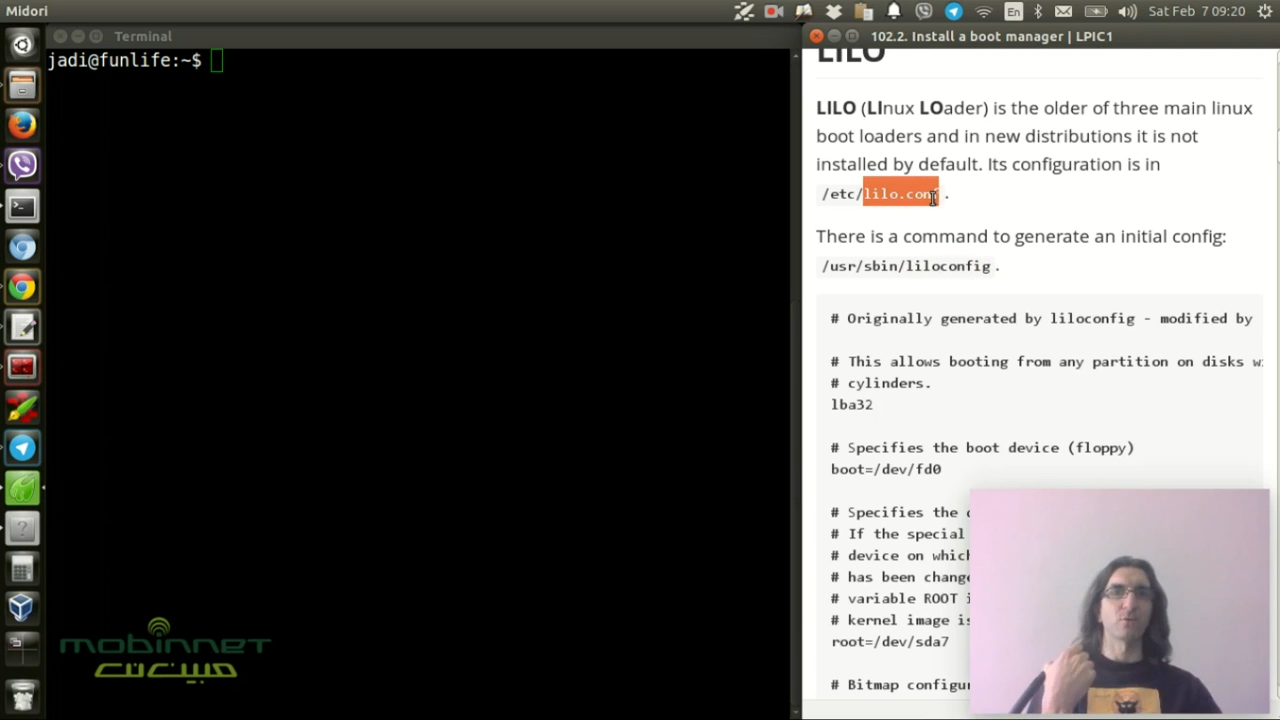 Midori
En
Sat Feb 7 09:20
Terminal
jadi@funlife:~$
102.2. Install a boot manager | LPIC1
LILO
LILO (LInux LOader) is the older of three main linux
boot loaders and in new distributions it is not
installed by default. Its configuration is in
/etc/lilo.conf .
There is a command to generate an initial config:
/usr/sbin/liloconfig .
# Originally generated by liloconfig - modified by
# This allows booting from any partition on disks wi
# cylinders.
lba32
# Specifies the boot device (floppy)
boot=/dev/fd0
# Specifies the
# If the special
# device on which
# has been change
# variable ROOT i
# kernel image is
root=/dev/sda7
# Bitmap configu
mobinnet
مبین نت